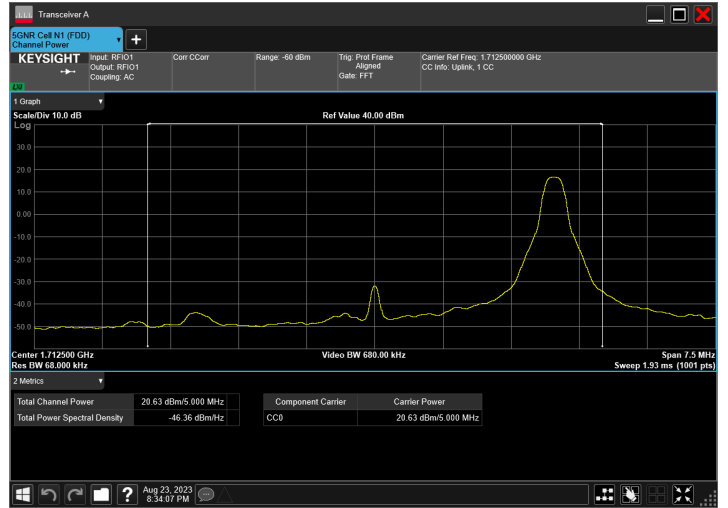 Transceiver A
5GNR Cell N1 (FDD)
Channel Power
KEYSIGHT
LXI
Input: RFIO1
Output: RFIO1
Coupling: AC
Corr CCorr
Range: -60 dBm
Trig: Prot Frame
Aligned
Gate: FFT
Carrier Ref Freq: 1.712500000 GHz
CC Info: Uplink, 1 CC
1 Graph
Scale/Div 10.0 dB
Ref Value 40.00 dBm
Log
30.0
20.0
10.0
0.00
-10.0
-20.0
-30.0
-40.0
-50.0
Center 1.712500 GHz
Video BW 680.00 kHz
Span 7.5 MHz
Res BW 68.000 kHz
Sweep 1.93 ms (1001 pts)
2 Metrics
Total Channel Power 20.63 dBm/5.000 MHz
Total Power Spectral Density -46.36 dBm/Hz
Component Carrier Carrier Power
CC0 20.63 dBm/5.000 MHz
?
Aug 23, 2023
8:34:07 PM